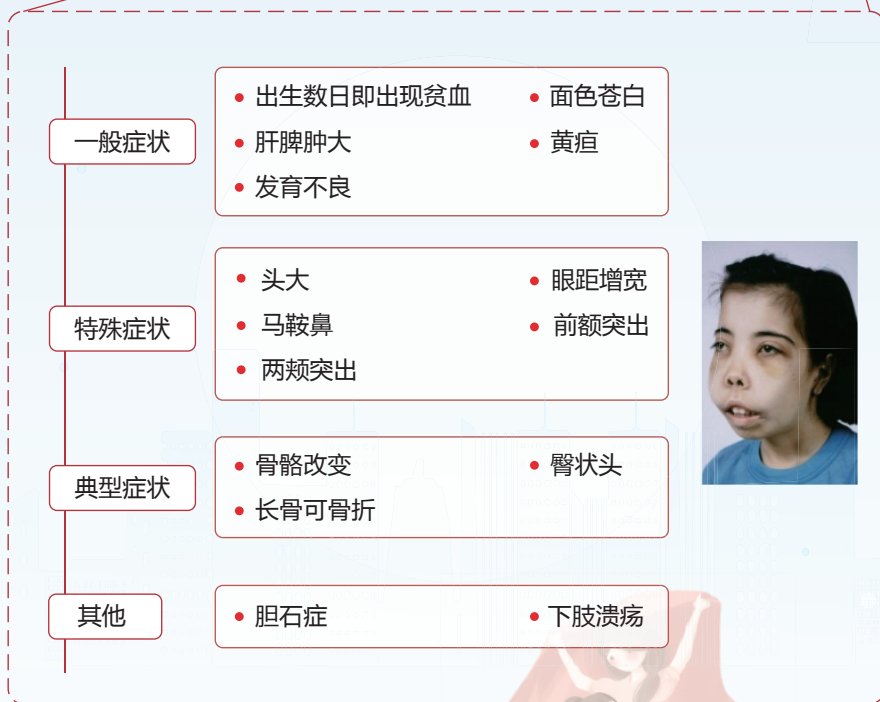 一般症状
出生数日即出现贫血
面色苍白
肝脾肿大
黄疸
发育不良
特殊症状
头大
眼距增宽
马鞍鼻
前额突出
两颊突出
典型症状
骨骼改变
臀状头
长骨可骨折
其他
胆石症
下肢溃疡